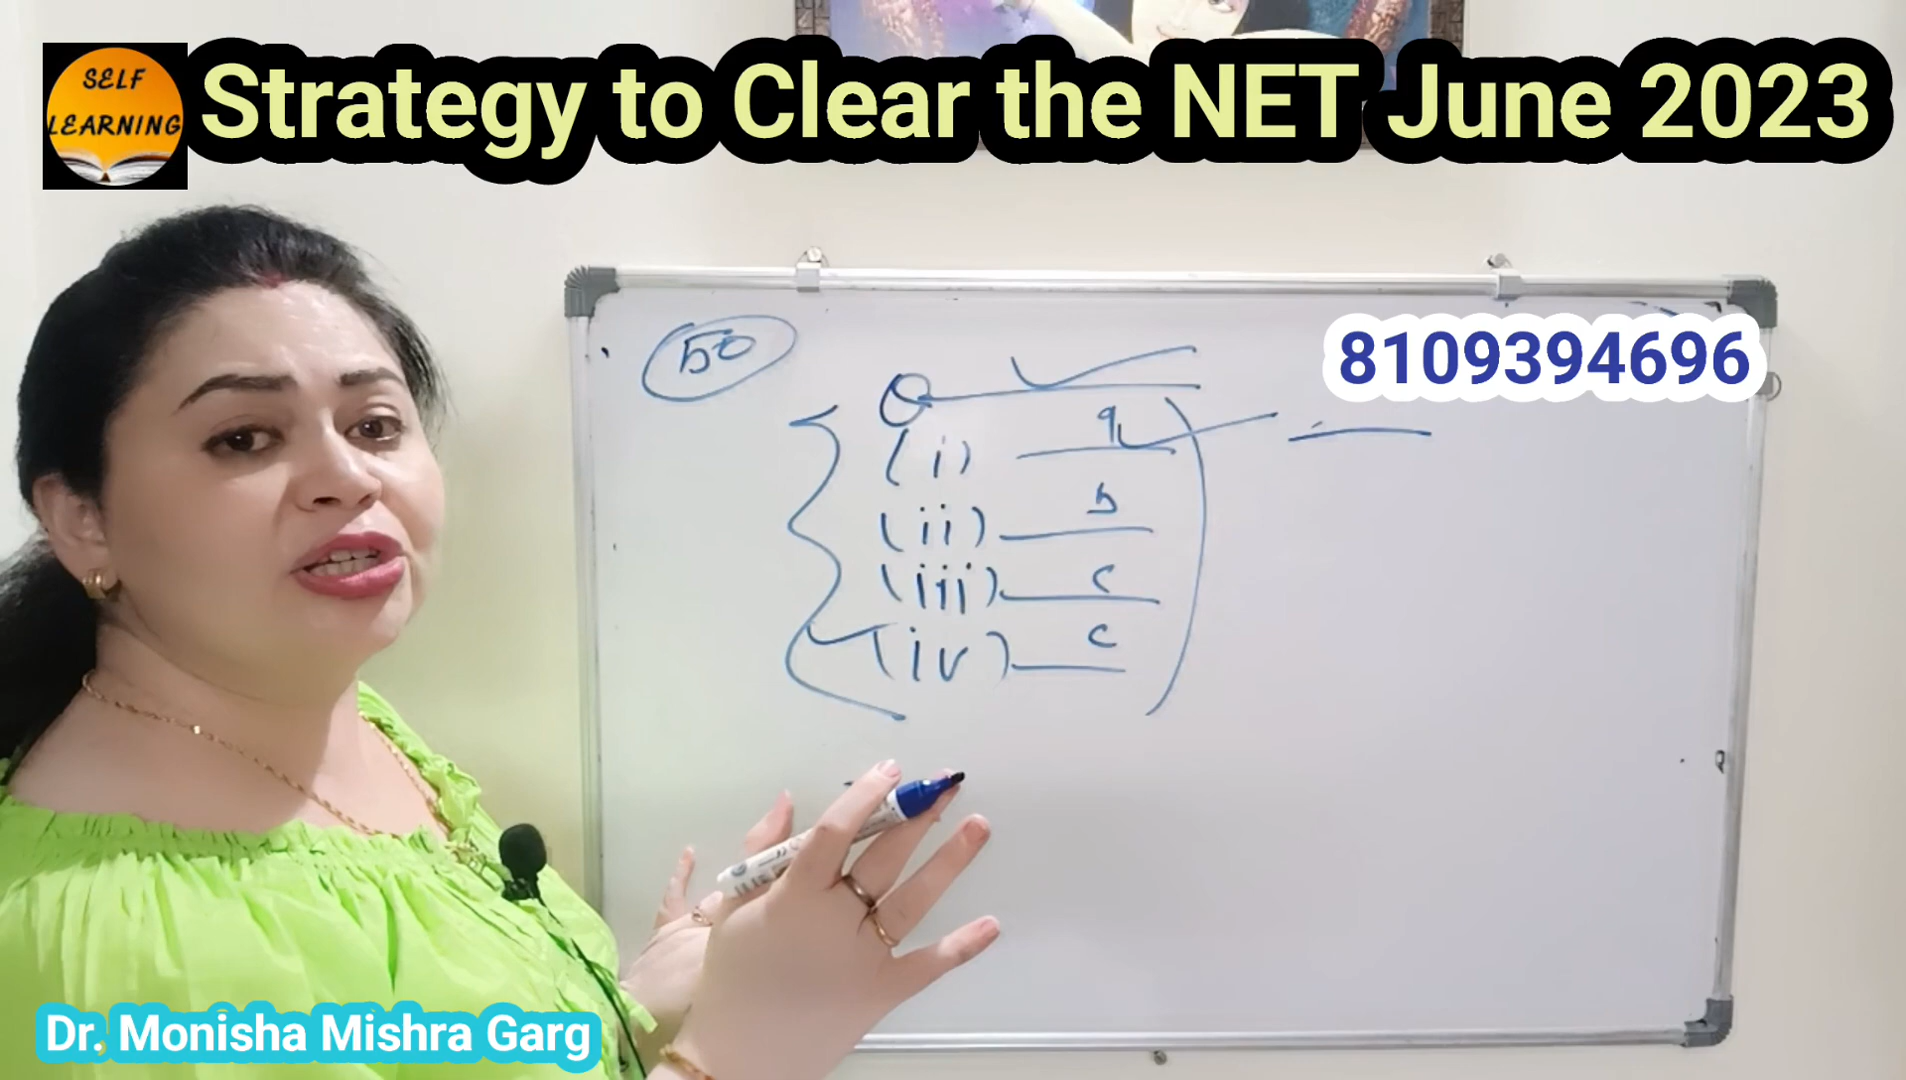 SELF
LEARNING
Strategy to Clear the NET June 2023
8109394696
50
Q
(i) a
(ii) b
(iii) c
(iv) c
Dr. Monisha Mishra Garg